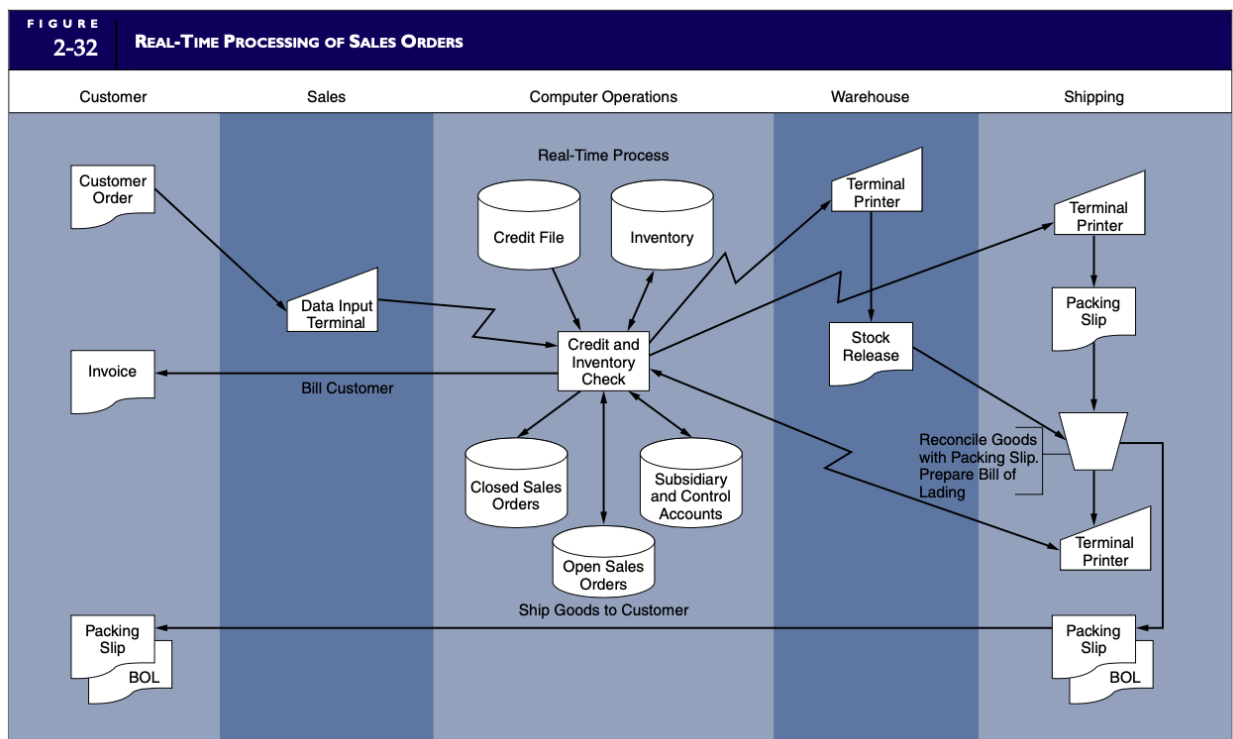 FIGURE
2-32
REAL-TIME PROCESSING OF SALES ORDERS
Customer
Sales
Computer Operations
Warehouse
Shipping
Real-Time Process
Customer
Order
Credit File
Inventory
Terminal
Printer
Terminal
Printer
Data Input
Terminal
Packing
Slip
Invoice
Bill Customer
Credit and
Inventory
Check
Stock
Release
Reconcile Goods
with Packing Slip.
Prepare Bill of
Lading
Closed Sales
Orders
Subsidiary
and Control
Accounts
Open Sales
Orders
Terminal
Printer
Ship Goods to Customer
Packing
Slip
BOL
Packing
Slip
BOL